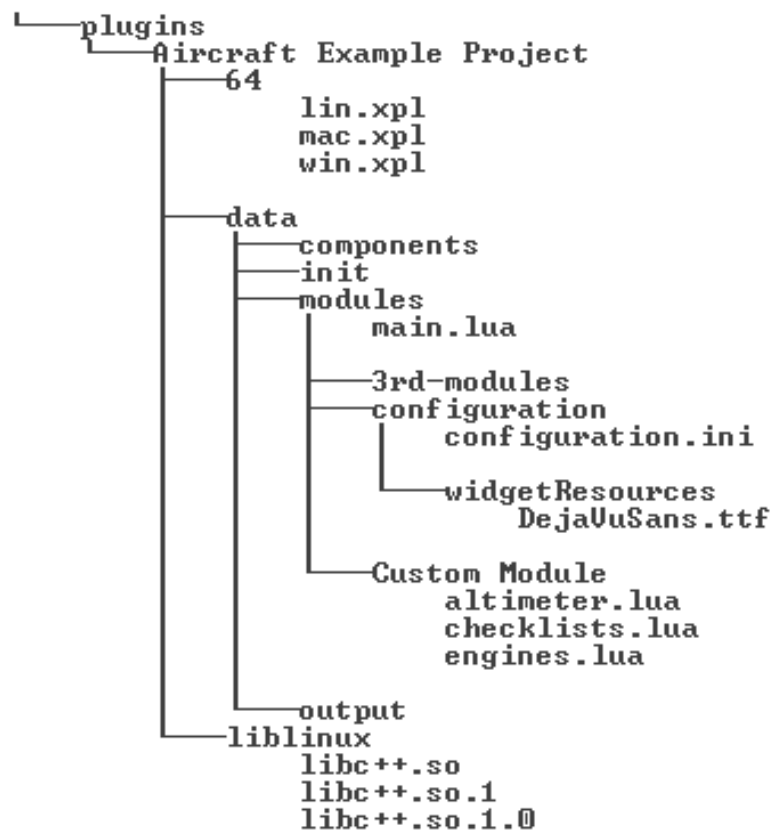 plugins
Aircraft Example Project
64
lin.xpl
mac.xpl
win.xpl
data
components
init
modules
main.lua
3rd-modules
configuration
configuration.ini
widgetResources
DejaVuSans.ttf
Custom Module
altimeter.lua
checklists.lua
engines.lua
output
liblinux
libc++.so
libc++.so.1
libc++.so.1.0